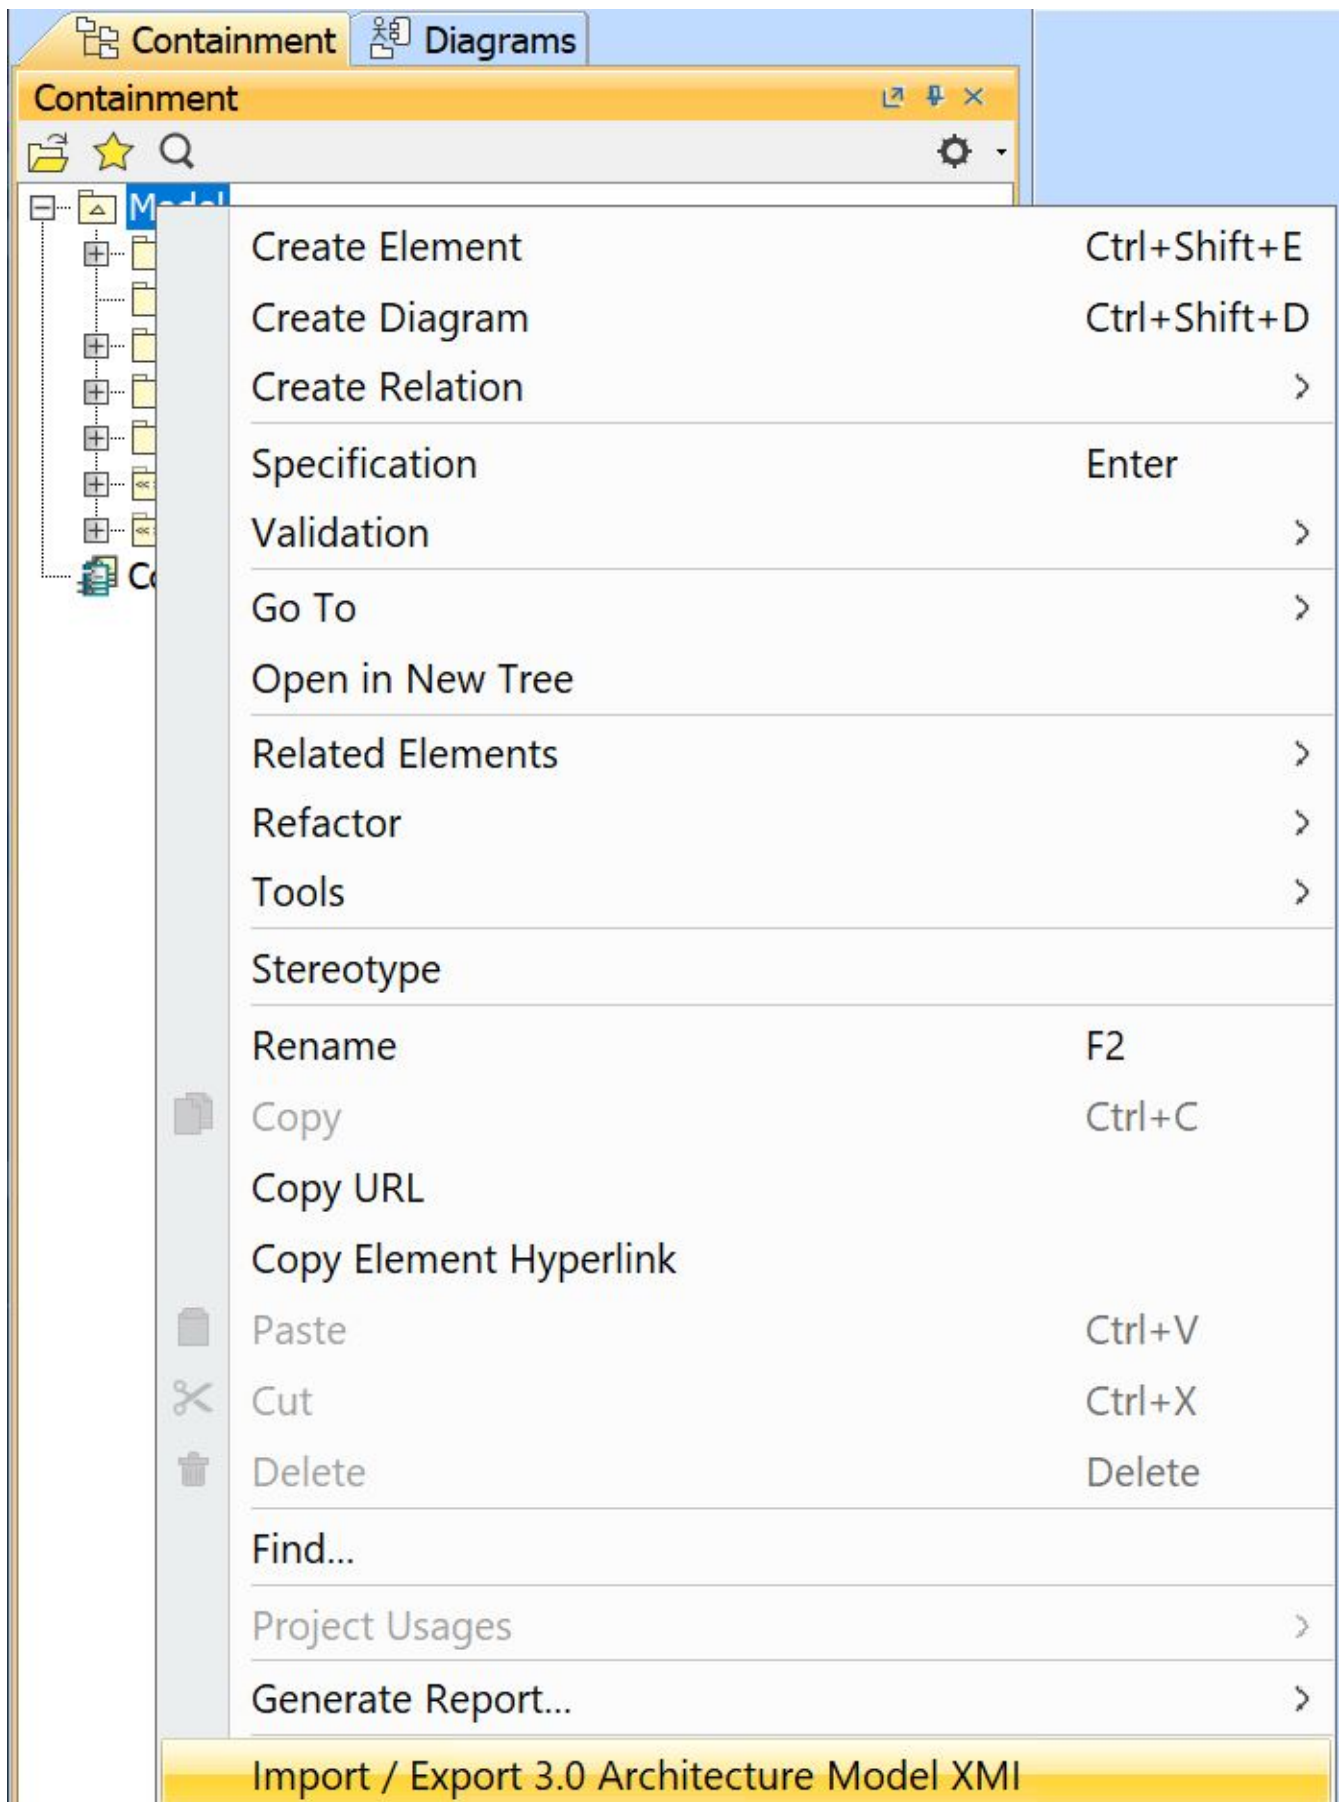 Containment Diagrams
Containment
Model
Create Element Ctrl+Shift+E
Create Diagram Ctrl+Shift+D
Create Relation
Specification Enter
Validation
Go To
Open in New Tree
Related Elements
Refactor
Tools
Stereotype
Rename F2
Copy Ctrl+C
Copy URL
Copy Element Hyperlink
Paste Ctrl+V
Cut Ctrl+X
Delete Delete
Find...
Project Usages
Generate Report...
Import / Export 3.0 Architecture Model XMI